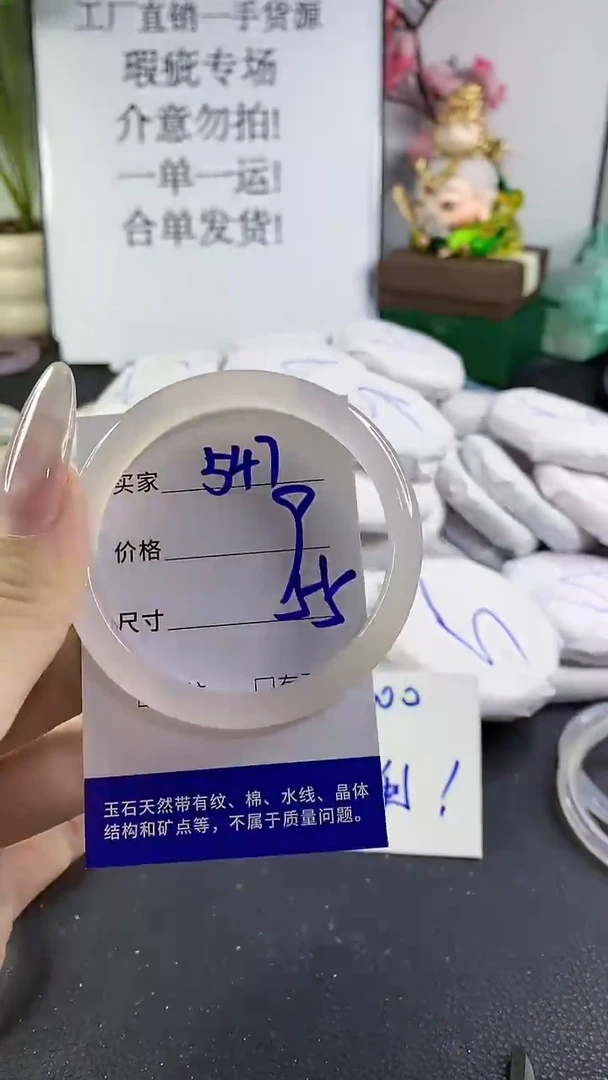 工厂直销一手货源
瑕疵专场
介意勿拍!
一单一运!
合单发货!
买家 547
价格
尺寸 55
玉石天然带有纹、棉、水线、晶体
结构和矿点等，不属于质量问题。